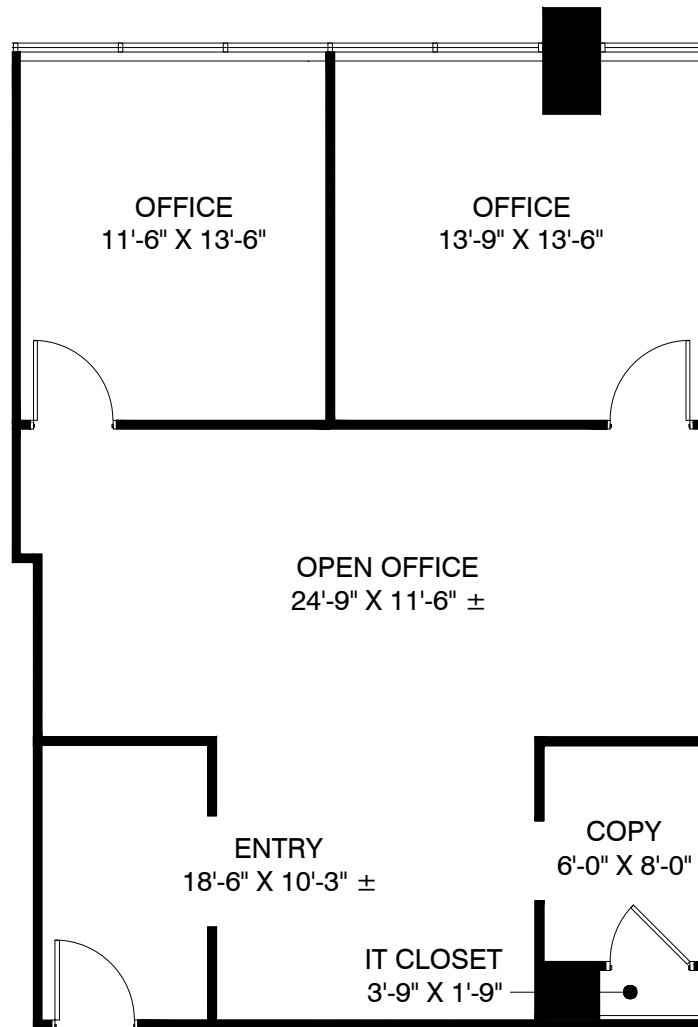 OFFICE
11'-6" X 13'-6"
OFFICE
13'-9" X 13'-6"
OPEN OFFICE
24'-9" X 11'-6" ±
ENTRY
18'-6" X 10'-3" ±
COPY
6'-0" X 8'-0"
IT CLOSET
3'-9" X 1'-9"